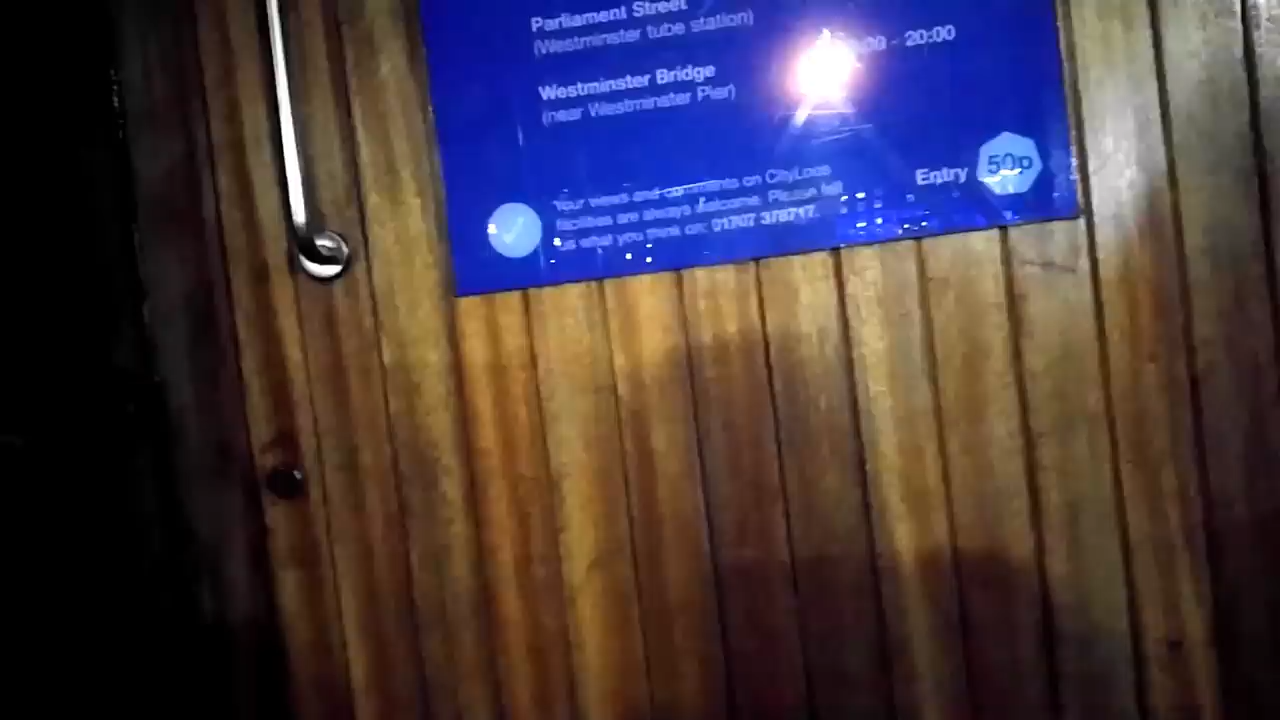 Parliament Street
(Westminster tube station)
:00 - 20:00
Westminster Bridge
(near Westminster Pier)
Entry 50p
Your views and comments on CityLoos
facilities are always welcome. Please tell
us what you think on: 01707 378717.